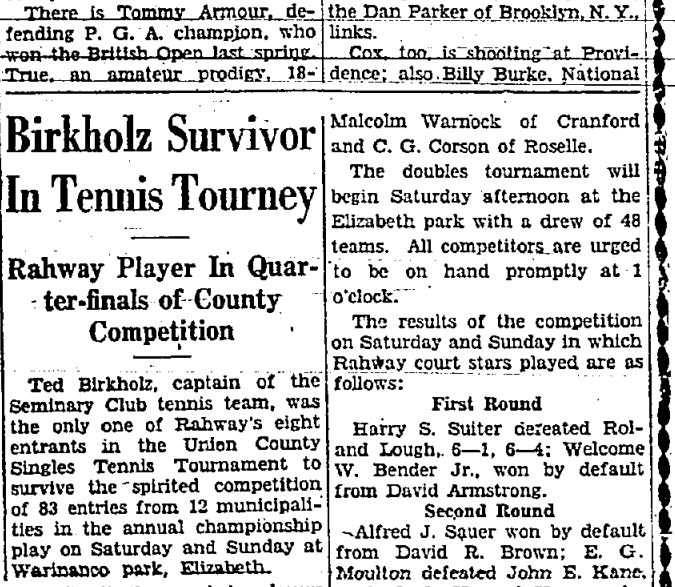 There is Tommy Armour, de-
fending P. G. A. champion, who
won the British Open last spring.
True, an amateur prodigy, 18-
the Dan Parker of Brooklyn, N. Y.,
links.
Cox, too, is shooting at Provi-
dence; also Billy Burke, National
Birkholz Survivor
In Tennis Tourney
Rahway Player In Quar-
ter-finals of County
Competition
Ted Birkholz, captain of the
Seminary Club tennis team, was
the only one of Rahway's eight
entrants in the Union County
Singles Tennis Tournament to
survive the spirited competition
of 83 entries from 12 municipali-
ties in the annual championship
play on Saturday and Sunday at
Warinanco park, Elizabeth.
Malcolm Warnock of Cranford
and C. G. Corson of Roselle.
The doubles tournament will
begin Saturday afternoon at the
Elizabeth park with a drew of 48
teams. All competitors are urged
to be on hand promptly at 1
o'clock.
The results of the competition
on Saturday and Sunday in which
Rahway court stars played are as
follows:
First Round
Harry S. Suiter defeated Rol-
and Lough, 6—1, 6—4; Welcome
W. Bender Jr., won by default
from David Armstrong.
Second Round
Alfred J. Sauer won by default
from David R. Brown; E. G.
Moulton defeated John E. Kane,